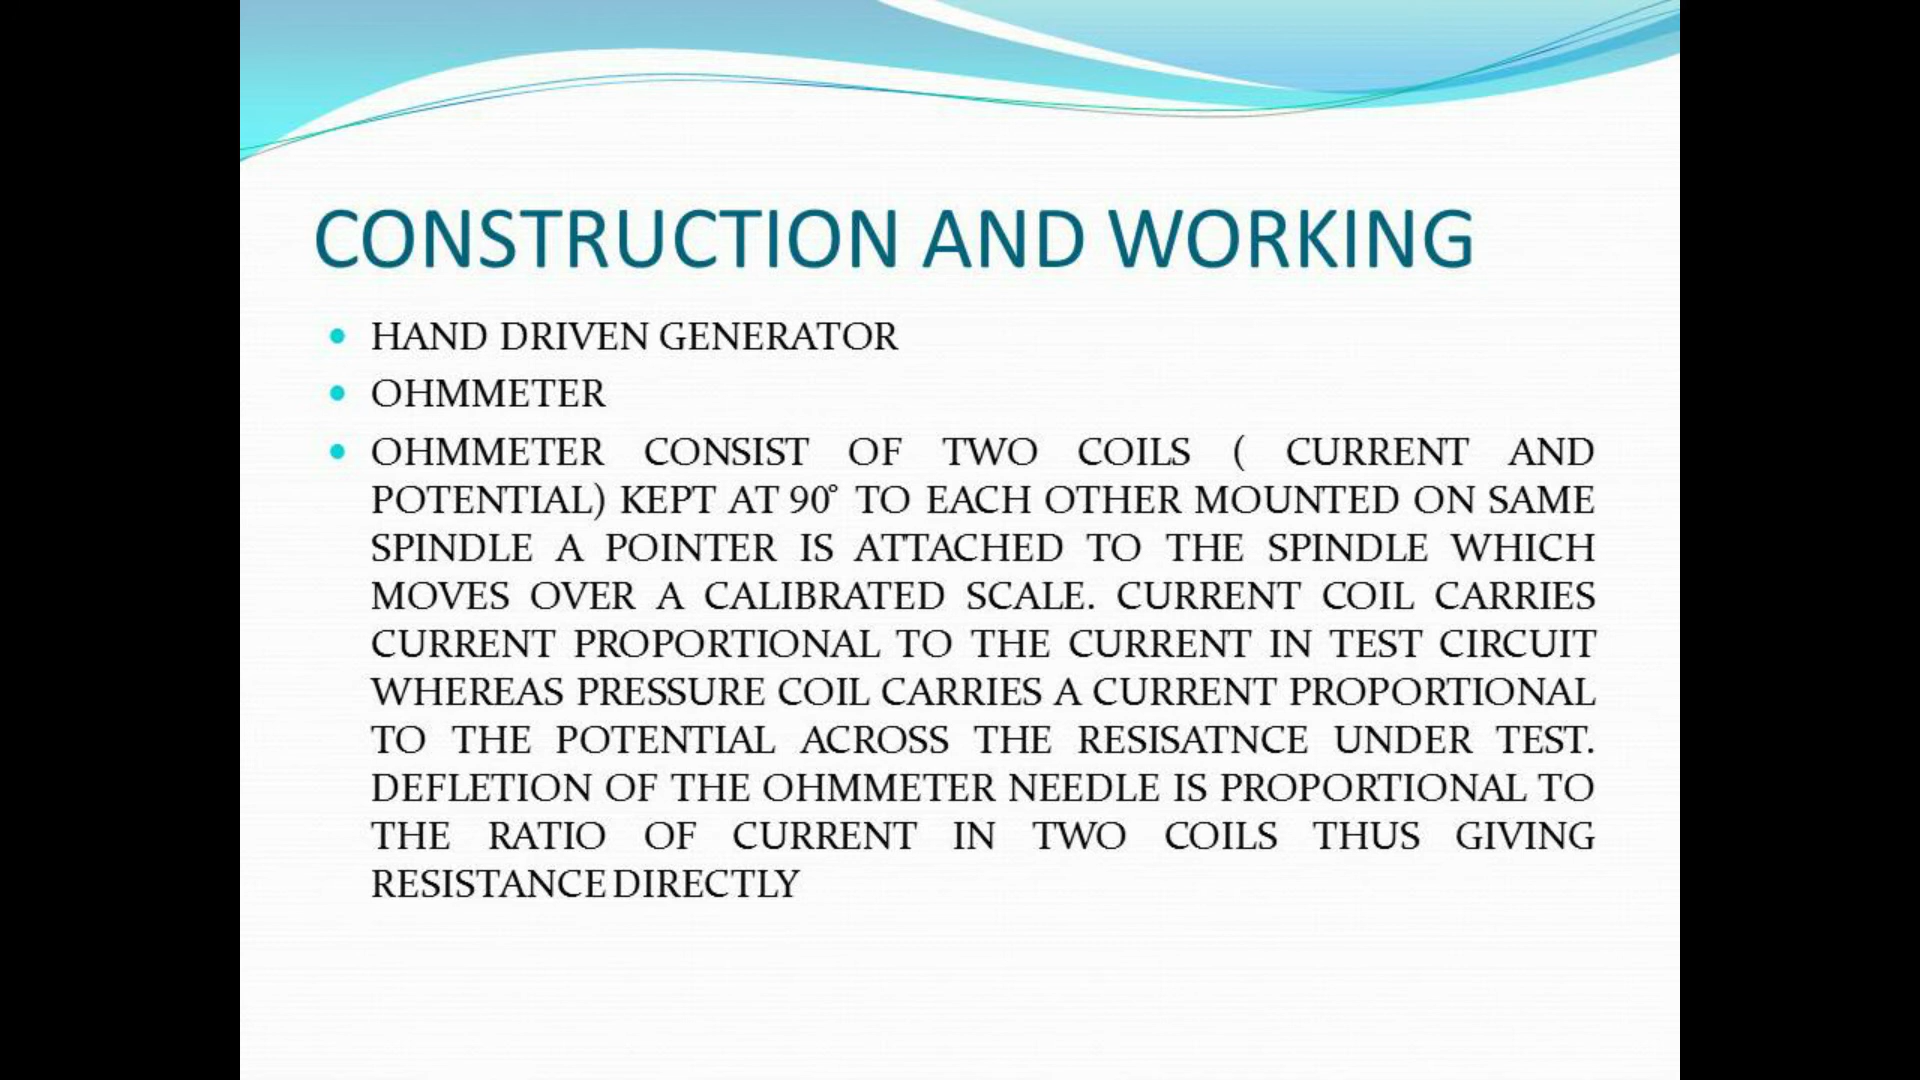 CONSTRUCTION AND WORKING
• HAND DRIVEN GENERATOR
• OHMMETER
• OHMMETER CONSIST OF TWO COILS ( CURRENT AND
POTENTIAL) KEPT AT 90° TO EACH OTHER MOUNTED ON SAME
SPINDLE A POINTER IS ATTACHED TO THE SPINDLE WHICH
MOVES OVER A CALIBRATED SCALE. CURRENT COIL CARRIES
CURRENT PROPORTIONAL TO THE CURRENT IN TEST CIRCUIT
WHEREAS PRESSURE COIL CARRIES A CURRENT PROPORTIONAL
TO THE POTENTIAL ACROSS THE RESISATNCE UNDER TEST.
DEFLETION OF THE OHMMETER NEEDLE IS PROPORTIONAL TO
THE RATIO OF CURRENT IN TWO COILS THUS GIVING
RESISTANCE DIRECTLY